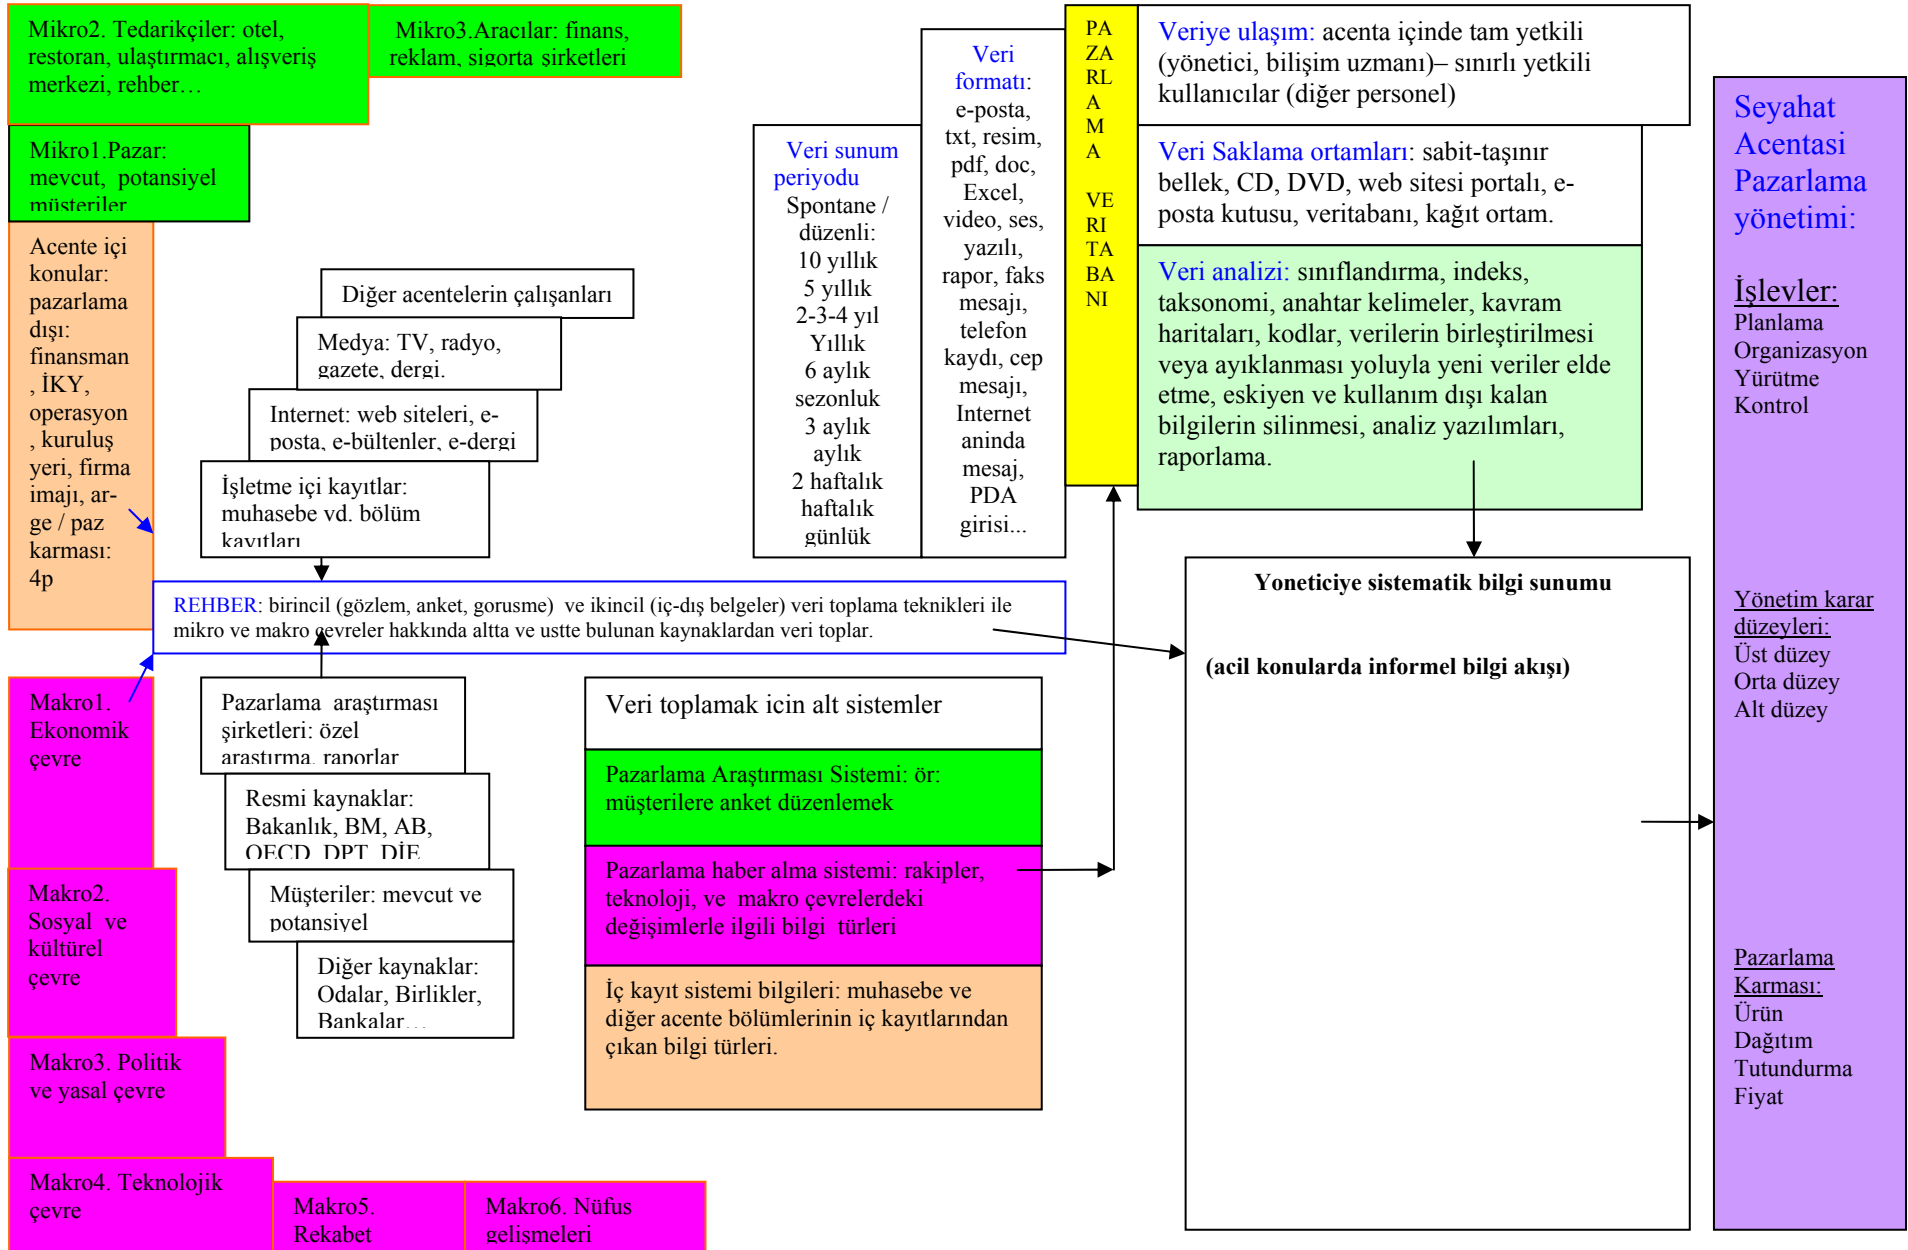 Mikro2. Tedarikçiler: otel,
restoran, ulaştırmacı, alışveriş
merkezi, rehber…
Mikro3.Aracılar: finans,
reklam, sigorta şirketleri
Mikro1.Pazar:
mevcut, potansiyel
müşteriler
Acente içi
konular:
pazarlama
dışı:
finansman
, İKY,
operasyon
, kuruluş
yeri, firma
imajı, ar-
ge / paz
karması:
4p
Diğer acentelerin çalışanları
Medya: TV, radyo,
gazete, dergi.
Internet: web siteleri, e-
posta, e-bültenler, e-dergi
İşletme içi kayıtlar:
muhasebe vd. bölüm
kayıtları
Veri sunum
periyodu
Spontane /
düzenli:
10 yıllık
5 yıllık
2-3-4 yıl
Yıllık
6 aylık
sezonluk
3 aylık
aylık
2 haftalık
haftalık
günlük
Veri
formatı:
e-posta,
txt, resim,
pdf, doc,
Excel,
video, ses,
yazılı,
rapor, faks
mesajı,
telefon
kaydı, cep
mesajı,
Internet
aninda
mesaj,
PDA
girisi...
PA
ZA
RL
A
M
A
VE
RI
TA
BA
NI
Veriye ulaşım: acenta içinde tam yetkili
(yönetici, bilişim uzmanı)– sınırlı yetkili
kullanıcılar (diğer personel)
Veri Saklama ortamları: sabit-taşınır
bellek, CD, DVD, web sitesi portalı, e-
posta kutusu, veritabanı, kağıt ortam.
Veri analizi: sınıflandırma, indeks,
taksonomi, anahtar kelimeler, kavram
haritaları, kodlar, verilerin birleştirilmesi
veya ayıklanması yoluyla yeni veriler elde
etme, eskiyen ve kullanım dışı kalan
bilgilerin silinmesi, analiz yazılımları,
raporlama.
REHBER: birincil (gözlem, anket, gorusme) ve ikincil (iç-dış belgeler) veri toplama teknikleri ile
mikro ve makro çevreler hakkında altta ve ustte bulunan kaynaklardan veri toplar.
Yoneticiye sistematik bilgi sunumu
(acil konularda informel bilgi akışı)
Makro1.
Ekonomik
çevre
Makro2.
Sosyal ve
kültürel
çevre
Makro3. Politik
ve yasal çevre
Makro4. Teknolojik
çevre
Makro5.
Rekabet
Makro6. Nüfus
gelişmeleri
Pazarlama araştırması
şirketleri: özel
araştırma, raporlar
Resmi kaynaklar:
Bakanlık, BM, AB,
OECD, DPT, DİE
Müşteriler: mevcut ve
potansiyel
Diğer kaynaklar:
Odalar, Birlikler,
Bankalar…
Veri toplamak icin alt sistemler
Pazarlama Araştırması Sistemi: ör:
müşterilere anket düzenlemek
Pazarlama haber alma sistemi: rakipler,
teknoloji, ve makro çevrelerdeki
değişimlerle ilgili bilgi türleri
İç kayıt sistemi bilgileri: muhasebe ve
diğer acente bölümlerinin iç kayıtlarından
çıkan bilgi türleri.
Seyahat
Acentasi
Pazarlama
yönetimi:
İşlevler:
Planlama
Organizasyon
Yürütme
Kontrol
Yönetim karar
düzeyleri:
Üst düzey
Orta düzey
Alt düzey
Pazarlama
Karması:
Ürün
Dağıtım
Tutundurma
Fiyat